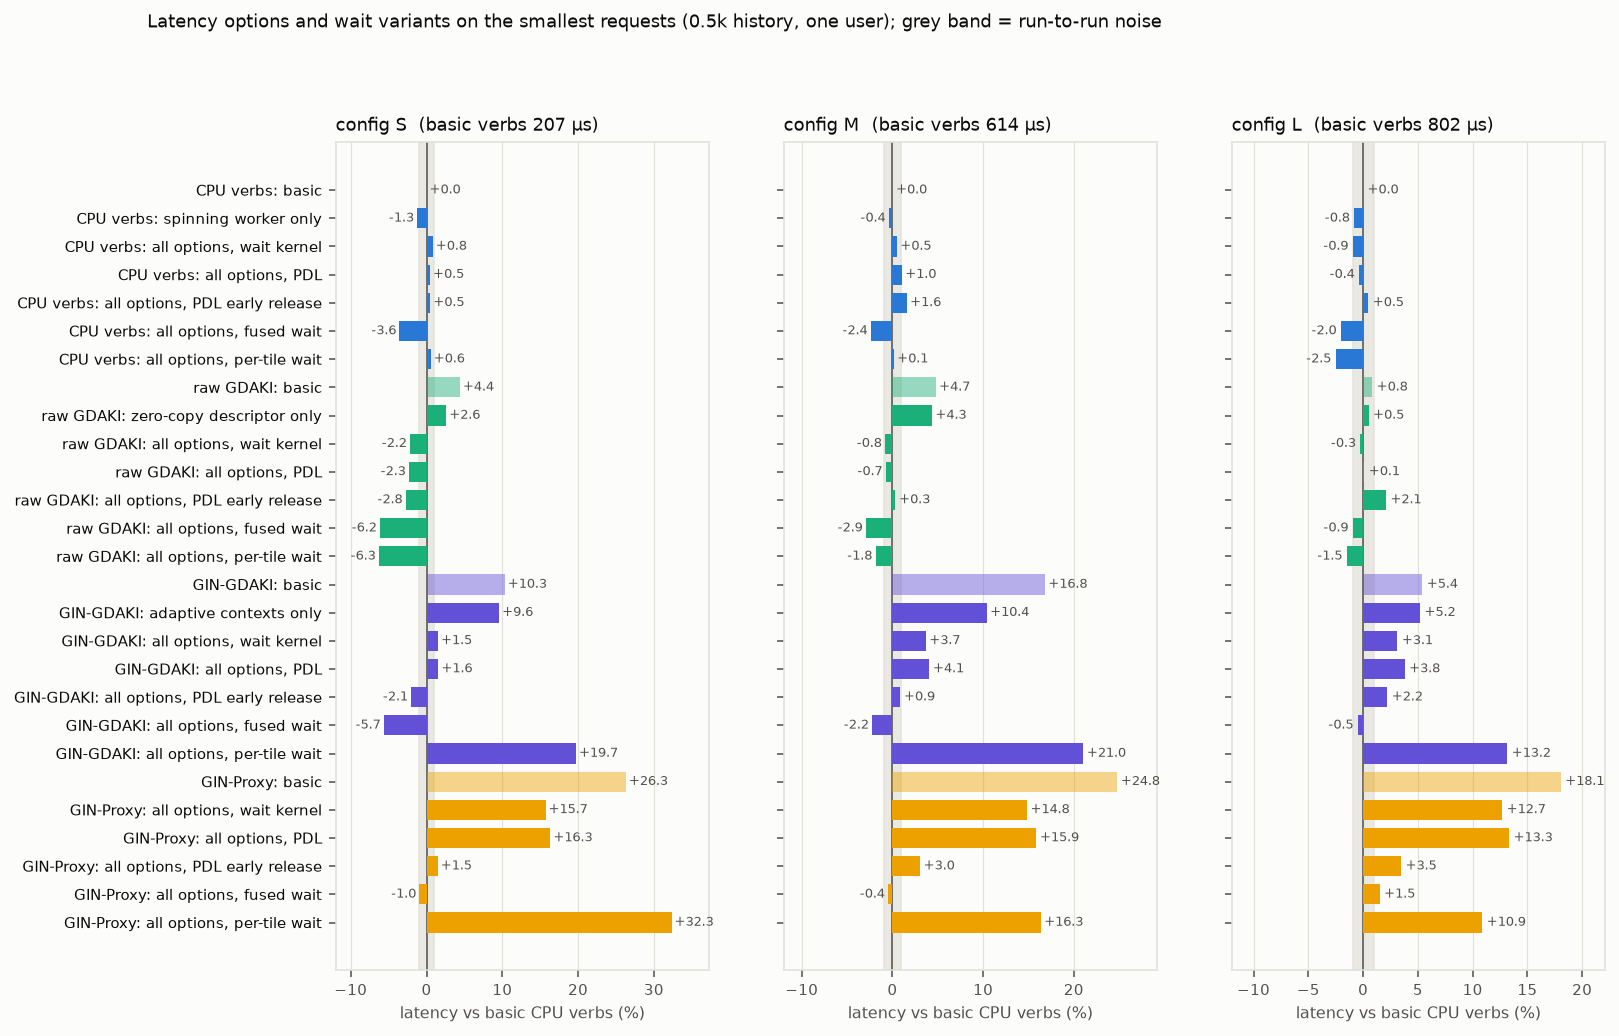 Latency options and wait variants on the smallest requests (0.5k history, one user); grey band = run-to-run noise
config S  (basic verbs 207 µs)
config M  (basic verbs 614 µs)
config L  (basic verbs 802 µs)
CPU verbs: basic +0.0 +0.0 +0.0
CPU verbs: spinning worker only -1.3 -0.4 -0.8
CPU verbs: all options, wait kernel +0.8 +0.5 -0.9
CPU verbs: all options, PDL +0.5 +1.0 -0.4
CPU verbs: all options, PDL early release +0.5 +1.6 +0.5
CPU verbs: all options, fused wait -3.6 -2.4 -2.0
CPU verbs: all options, per-tile wait +0.6 +0.1 -2.5
raw GDAKI: basic +4.4 +4.7 +0.8
raw GDAKI: zero-copy descriptor only +2.6 +4.3 +0.5
raw GDAKI: all options, wait kernel -2.2 -0.8 -0.3
raw GDAKI: all options, PDL -2.3 -0.7 +0.1
raw GDAKI: all options, PDL early release -2.8 +0.3 +2.1
raw GDAKI: all options, fused wait -6.2 -2.9 -0.9
raw GDAKI: all options, per-tile wait -6.3 -1.8 -1.5
GIN-GDAKI: basic +10.3 +16.8 +5.4
GIN-GDAKI: adaptive contexts only +9.6 +10.4 +5.2
GIN-GDAKI: all options, wait kernel +1.5 +3.7 +3.1
GIN-GDAKI: all options, PDL +1.6 +4.1 +3.8
GIN-GDAKI: all options, PDL early release -2.1 +0.9 +2.2
GIN-GDAKI: all options, fused wait -5.7 -2.2 -0.5
GIN-GDAKI: all options, per-tile wait +19.7 +21.0 +13.2
GIN-Proxy: basic +26.3 +24.8 +18.1
GIN-Proxy: all options, wait kernel +15.7 +14.8 +12.7
GIN-Proxy: all options, PDL +16.3 +15.9 +13.3
GIN-Proxy: all options, PDL early release +1.5 +3.0 +3.5
GIN-Proxy: all options, fused wait -1.0 -0.4 +1.5
GIN-Proxy: all options, per-tile wait +32.3 +16.3 +10.9
−10 0 10 20 30
−10 0 10 20
−10 −5 0 5 10 15 20
latency vs basic CPU verbs (%)
latency vs basic CPU verbs (%)
latency vs basic CPU verbs (%)